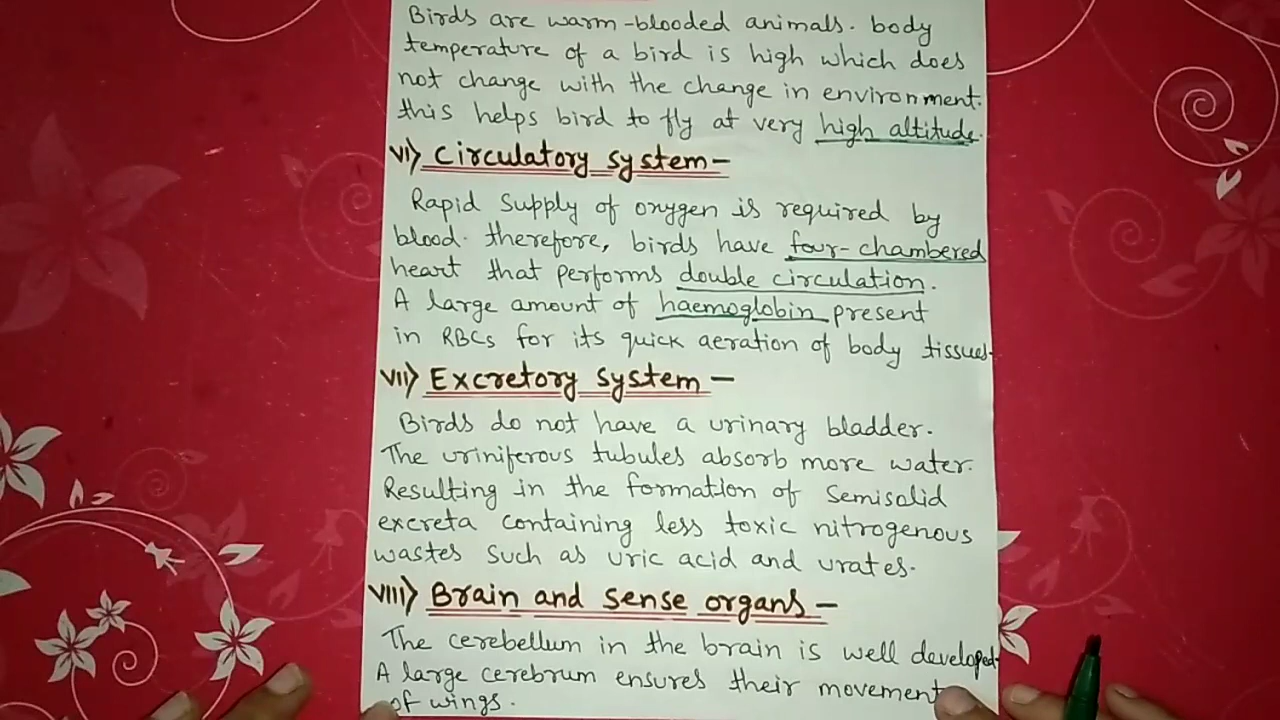 Birds are warm-blooded animals. body
temperature of a bird is high which does
not change with the change in environment.
this helps bird to fly at very high altitude.
VI) Circulatory system-
Rapid supply of oxygen is required by
blood. therefore, birds have four-chambered
heart that performs double circulation.
A large amount of haemoglobin present
in RBCs for its quick aeration of body tissues.
VII) Excretory system-
Birds do not have a urinary bladder.
The uriniferous tubules absorb more water.
Resulting in the formation of semisolid
excreta containing less toxic nitrogenous
wastes such as uric acid and urates.
VIII) Brain and sense organs-
The cerebellum in the brain is well developed.
A large cerebrum ensures their movement
of wings.